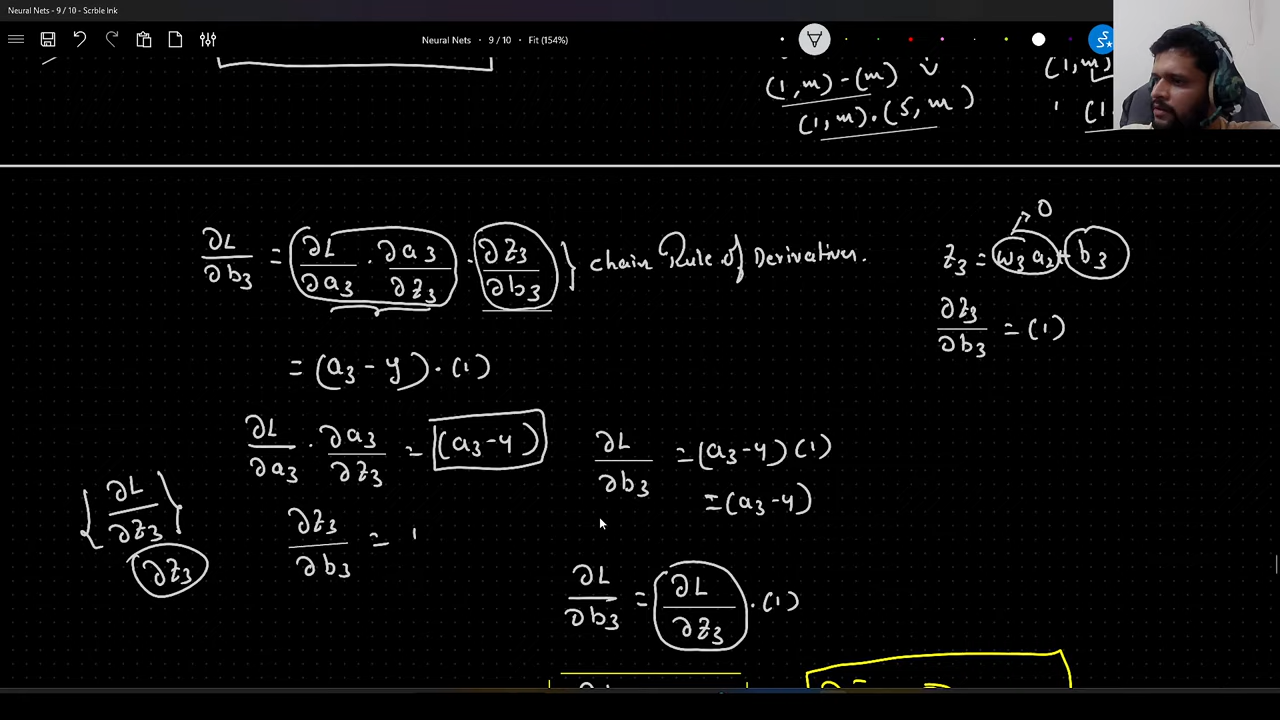 Neural Nets - 9 / 10 - Scrble Ink
Neural Nets • 9 / 10 • Fit (154%)
(1,m) - (m)
(1,m)
(1,m) • (5,m)
(1
∂L/∂b3 = ∂L/∂a3 · ∂a3/∂z3 · ∂z3/∂b3 } chain Rule of Derivatives.
z3 = w3 a2 + b3
→ 0
∂z3/∂b3 = (1)
= (a3 - y) · (1)
∂L/∂a3 · ∂a3/∂z3 = (a3 - y)
∂L/∂b3 = (a3 - y)(1)
= (a3 - y)
{ ∂L/∂z3 }
∂z3
∂z3/∂b3 = 1
∂L/∂b3 = ∂L/∂z3 · (1)